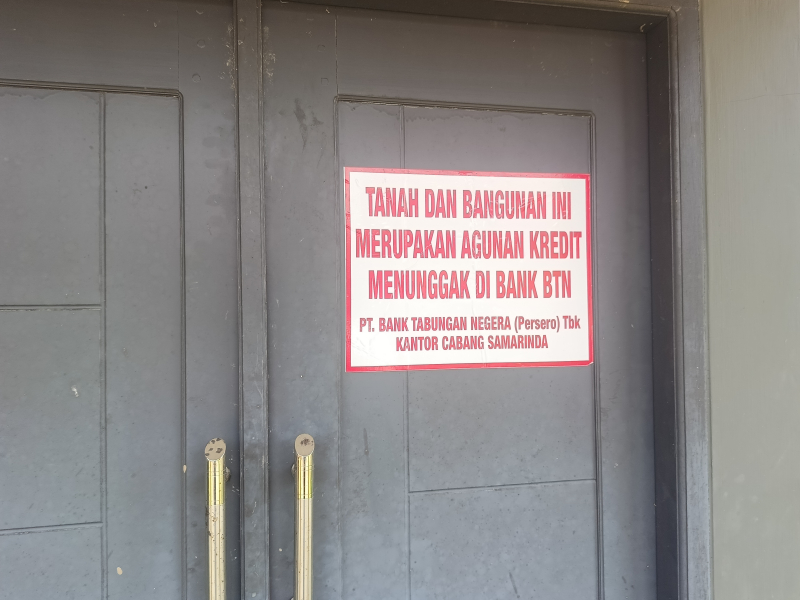 TANAH DAN BANGUNAN INI
MERUPAKAN AGUNAN KREDIT
MENUNGGAK DI BANK BTN
PT. BANK TABUNGAN NEGERA (Persero) Tbk
KANTOR CABANG SAMARINDA